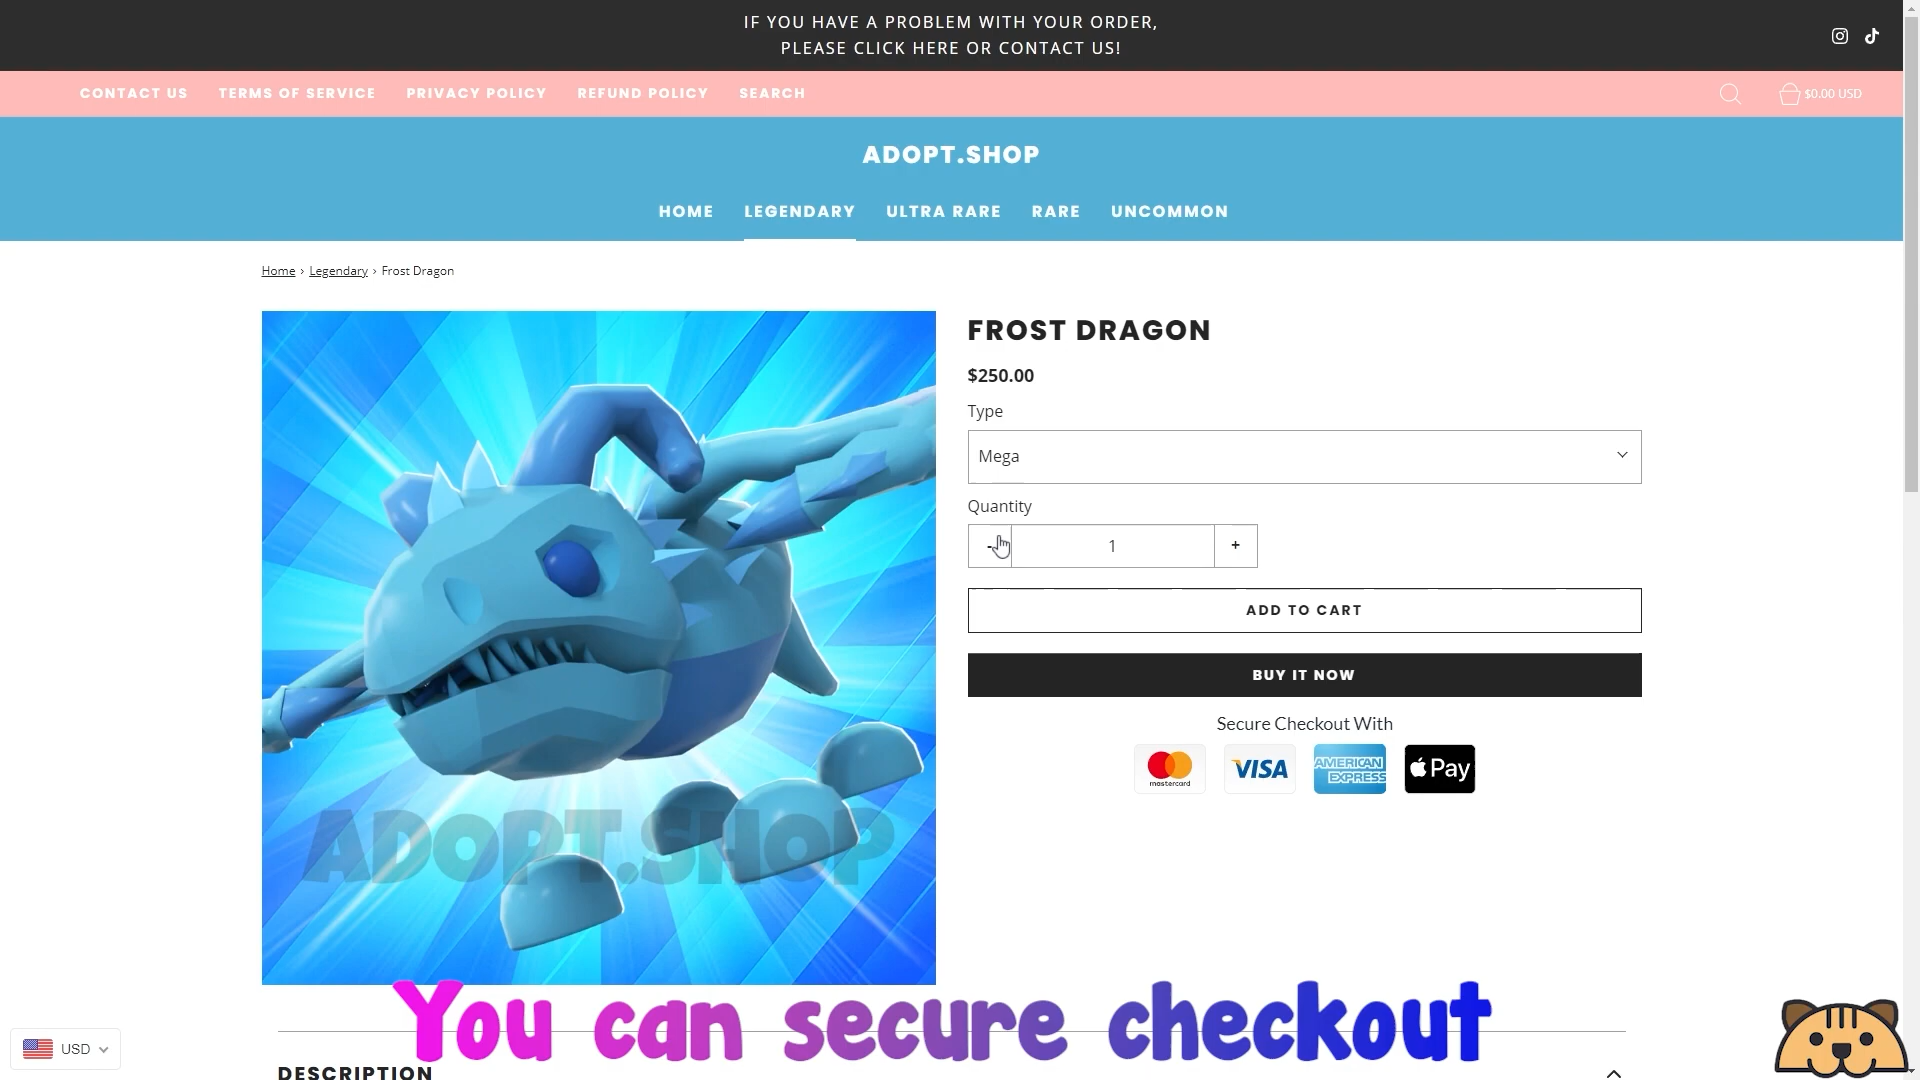 IF YOU HAVE A PROBLEM WITH YOUR ORDER,
PLEASE CLICK HERE OR CONTACT US!
CONTACT US TERMS OF SERVICE PRIVACY POLICY REFUND POLICY SEARCH
$0.00 USD
ADOPT.SHOP
HOME LEGENDARY ULTRA RARE RARE UNCOMMON
Home › Legendary › Frost Dragon
FROST DRAGON
$250.00
Type
Mega
Quantity
- 1 +
ADD TO CART
BUY IT NOW
Secure Checkout With
mastercard VISA AMERICAN EXPRESS Pay
ADOPT.SHOP
You can secure checkout
USD
DESCRIPTION